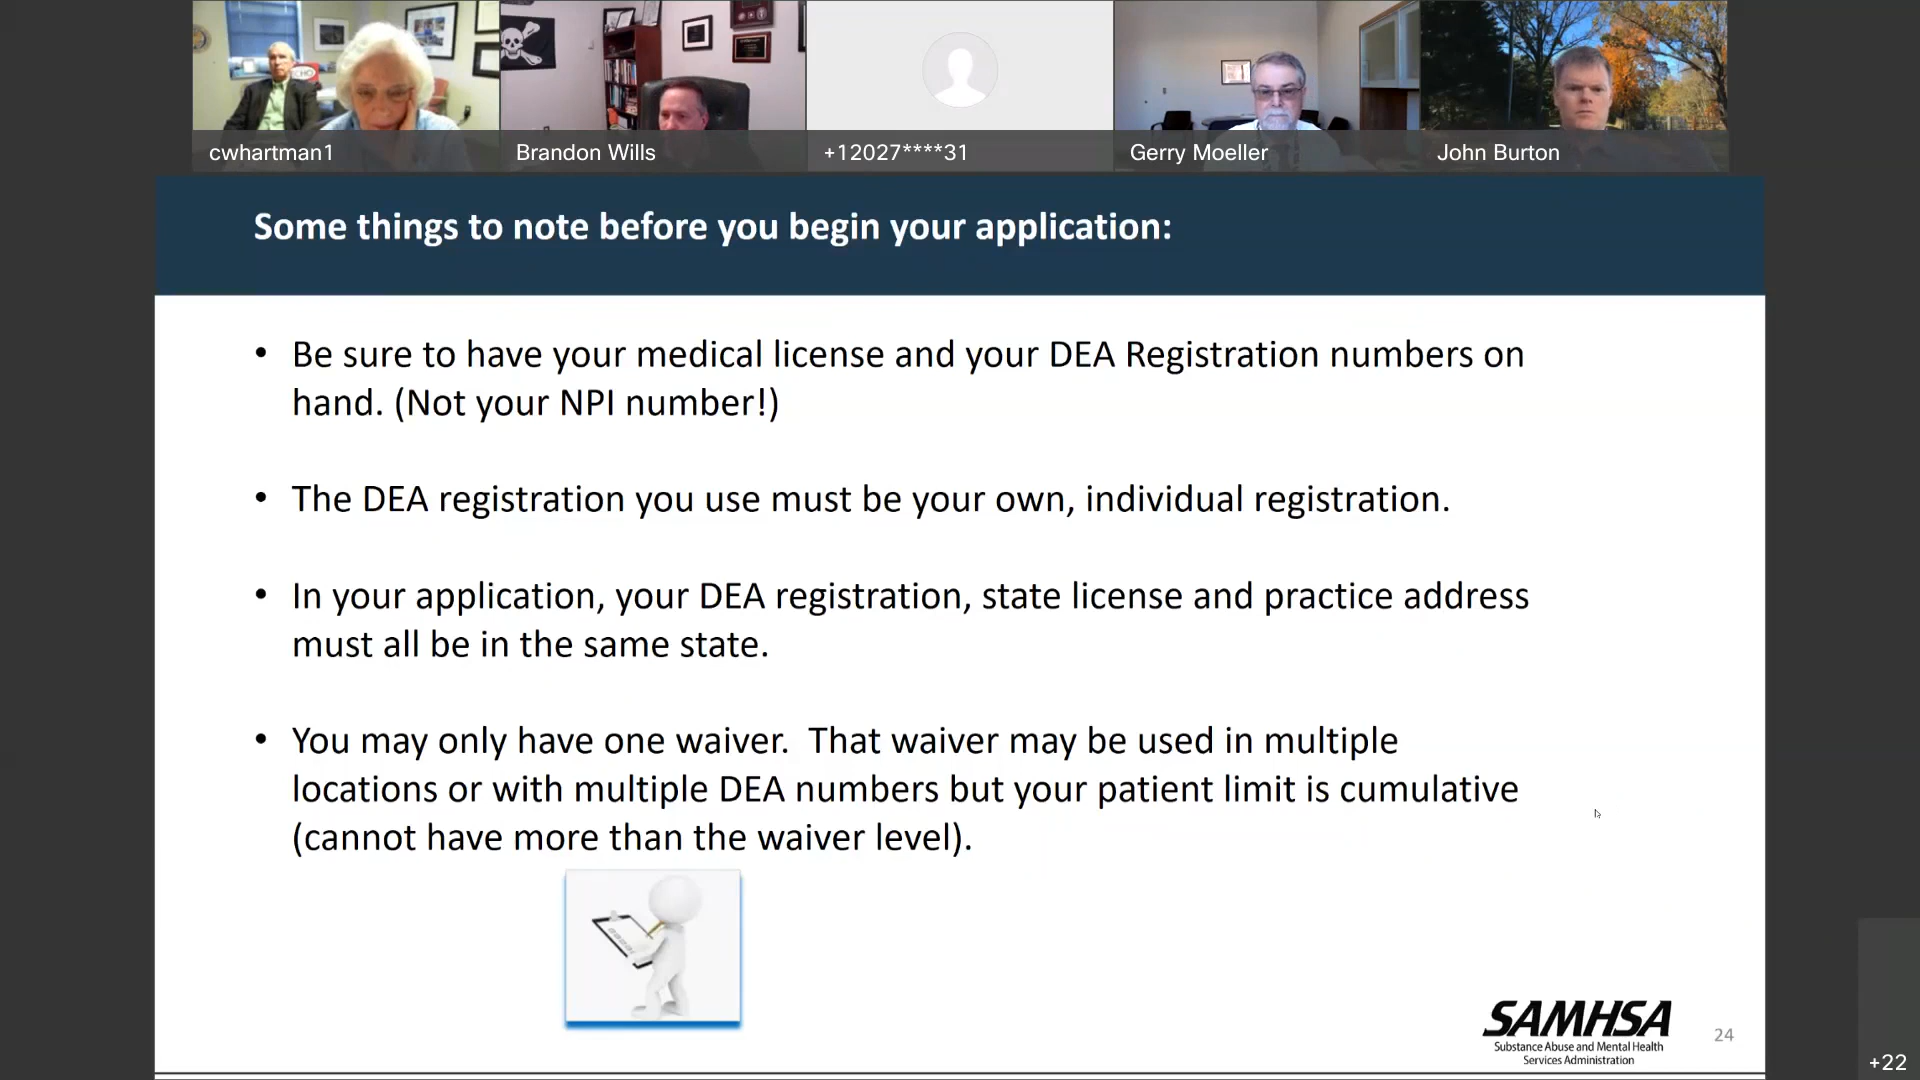 cwhartman1
Brandon Wills
+12027****31
Gerry Moeller
John Burton
Some things to note before you begin your application:
• Be sure to have your medical license and your DEA Registration numbers on
hand. (Not your NPI number!)
• The DEA registration you use must be your own, individual registration.
• In your application, your DEA registration, state license and practice address
must all be in the same state.
• You may only have one waiver.  That waiver may be used in multiple
locations or with multiple DEA numbers but your patient limit is cumulative
(cannot have more than the waiver level).
SAMHSA
Substance Abuse and Mental Health
Services Administration
24
+22